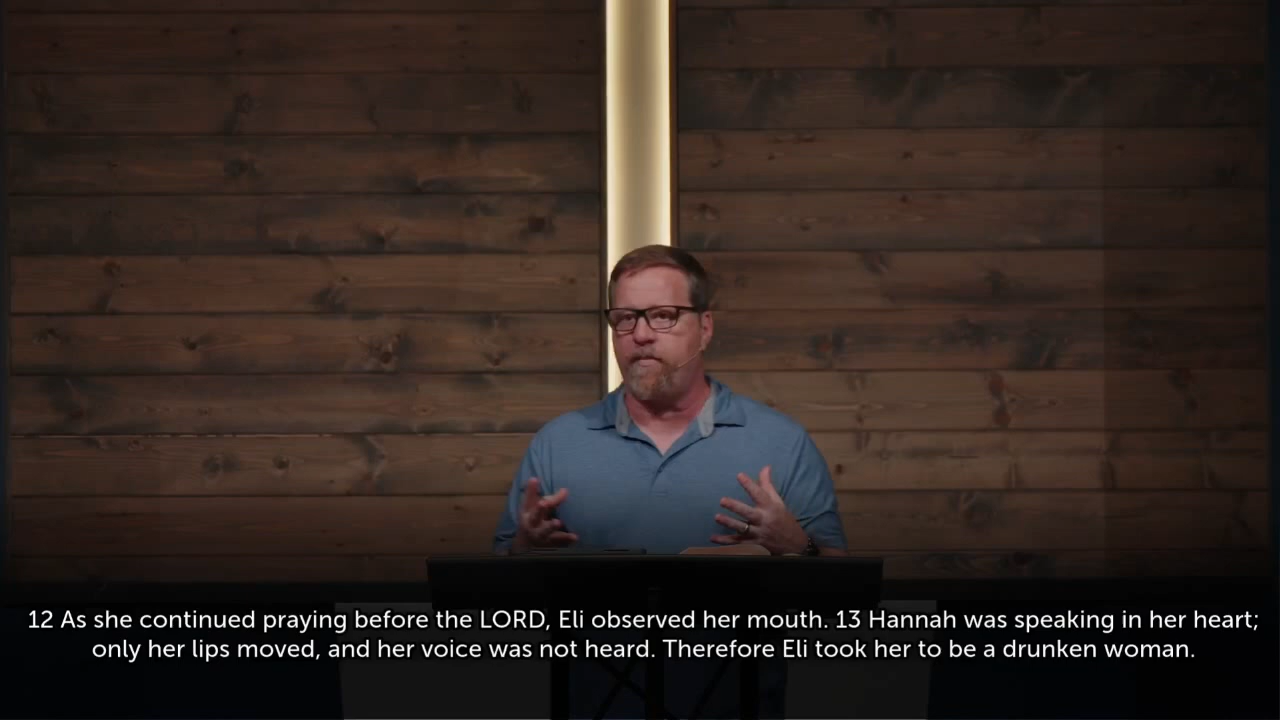 12 As she continued praying before the LORD, Eli observed her mouth. 13 Hannah was speaking in her heart;
only her lips moved, and her voice was not heard. Therefore Eli took her to be a drunken woman.